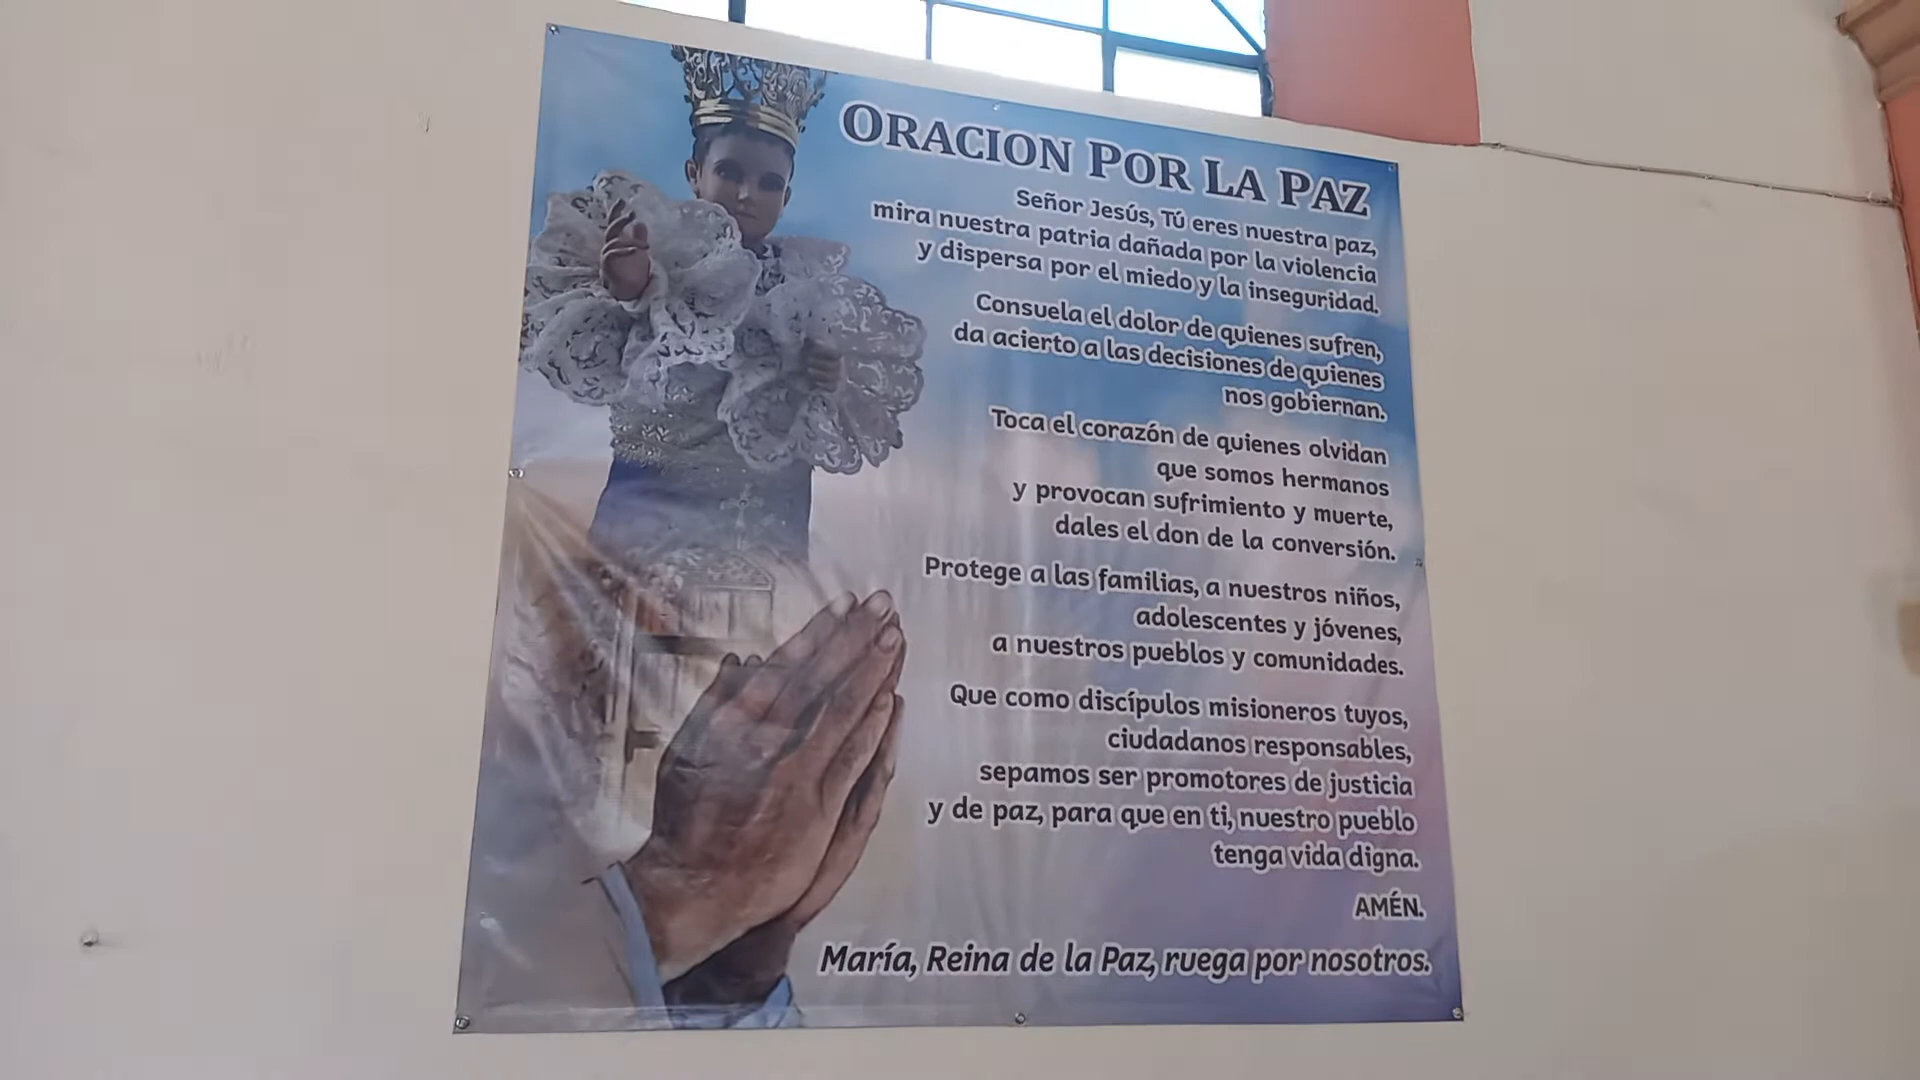 ORACION POR LA PAZ
Señor Jesús, Tú eres nuestra paz,
mira nuestra patria dañada por la violencia
y dispersa por el miedo y la inseguridad.
Consuela el dolor de quienes sufren,
da acierto a las decisiones de quienes
nos gobiernan.
Toca el corazón de quienes olvidan
que somos hermanos
y provocan sufrimiento y muerte,
dales el don de la conversión.
Protege a las familias, a nuestros niños,
adolescentes y jóvenes,
a nuestros pueblos y comunidades.
Que como discípulos misioneros tuyos,
ciudadanos responsables,
sepamos ser promotores de justicia
y de paz, para que en ti, nuestro pueblo
tenga vida digna.
AMÉN.
María, Reina de la Paz, ruega por nosotros.